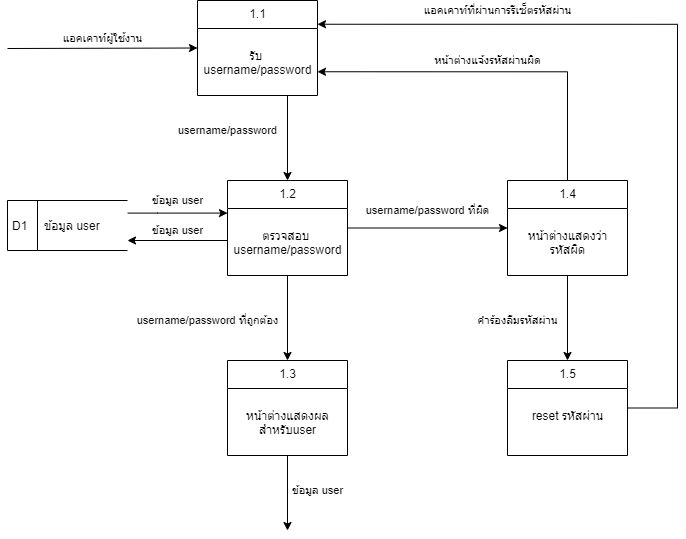 1.1
แอคเคาท์ที่ผ่านการรีเซ็ตรหัสผ่าน
แอคเคาท์ผู้ใช้งาน
รับ
username/password
หน้าต่างแจ้งรหัสผ่านผิด
username/password
1.2
1.4
ข้อมูล user
username/password ที่ผิด
D1
ข้อมูล user
ข้อมูล user
ตรวจสอบ
username/password
หน้าต่างแสดงว่า
รหัสผิด
username/password ที่ถูกต้อง
คำร้องลืมรหัสผ่าน
1.3
1.5
หน้าต่างแสดงผล
สำหรับuser
reset รหัสผ่าน
ข้อมูล user